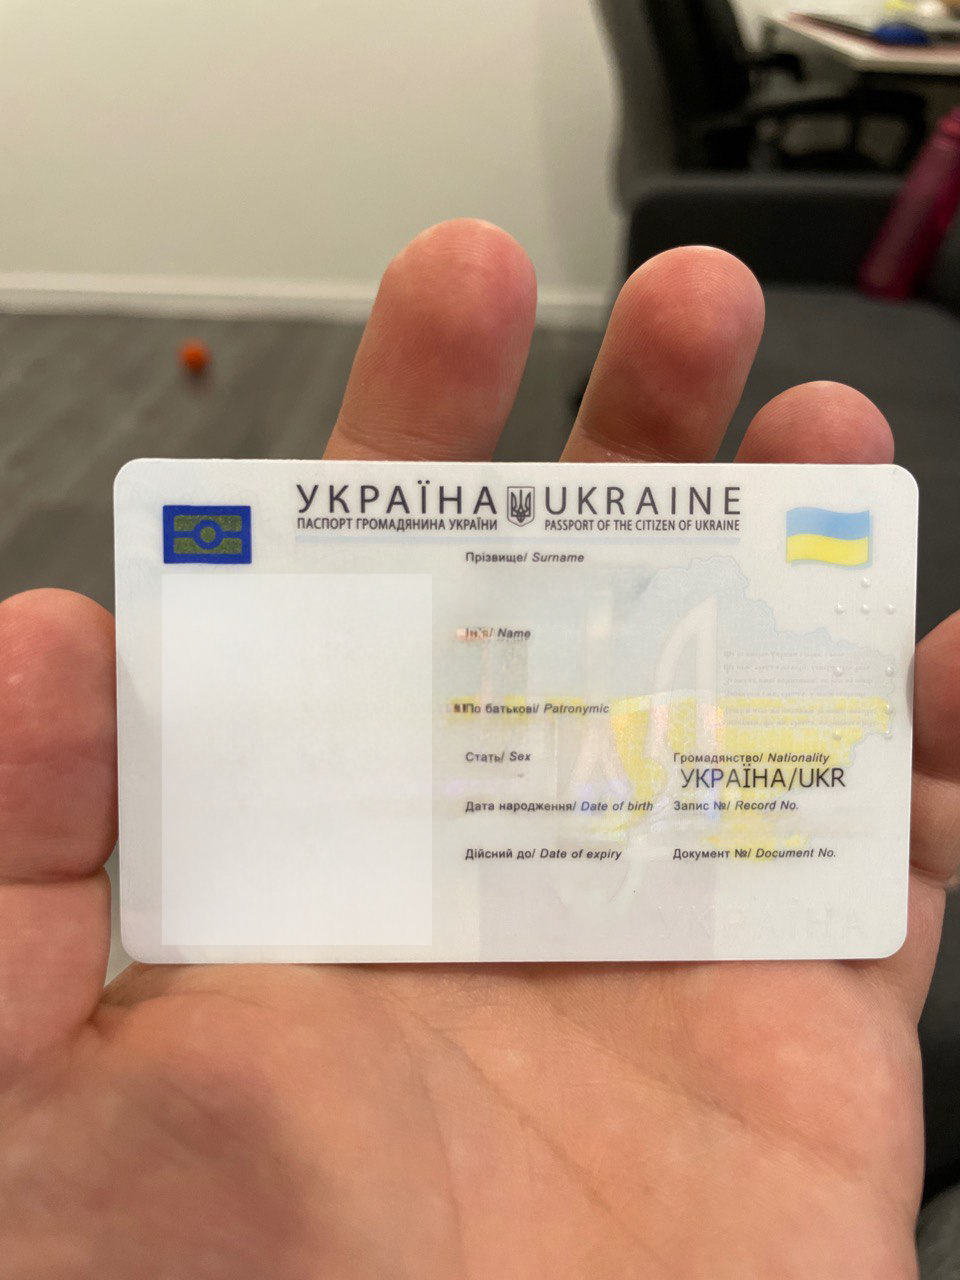 УКРАЇНА UKRAINE
ПАСПОРТ ГРОМАДЯНИНА УКРАЇНИ PASSPORT OF THE CITIZEN OF UKRAINE
Прізвище/ Surname
Ім'я/ Name
По батькові/ Patronymic
Стать/ Sex
Громадянство/ Nationality
УКРАЇНА/UKR
Дата народження/ Date of birth
Запис №/ Record No.
Дійсний до/ Date of expiry
Документ №/ Document No.